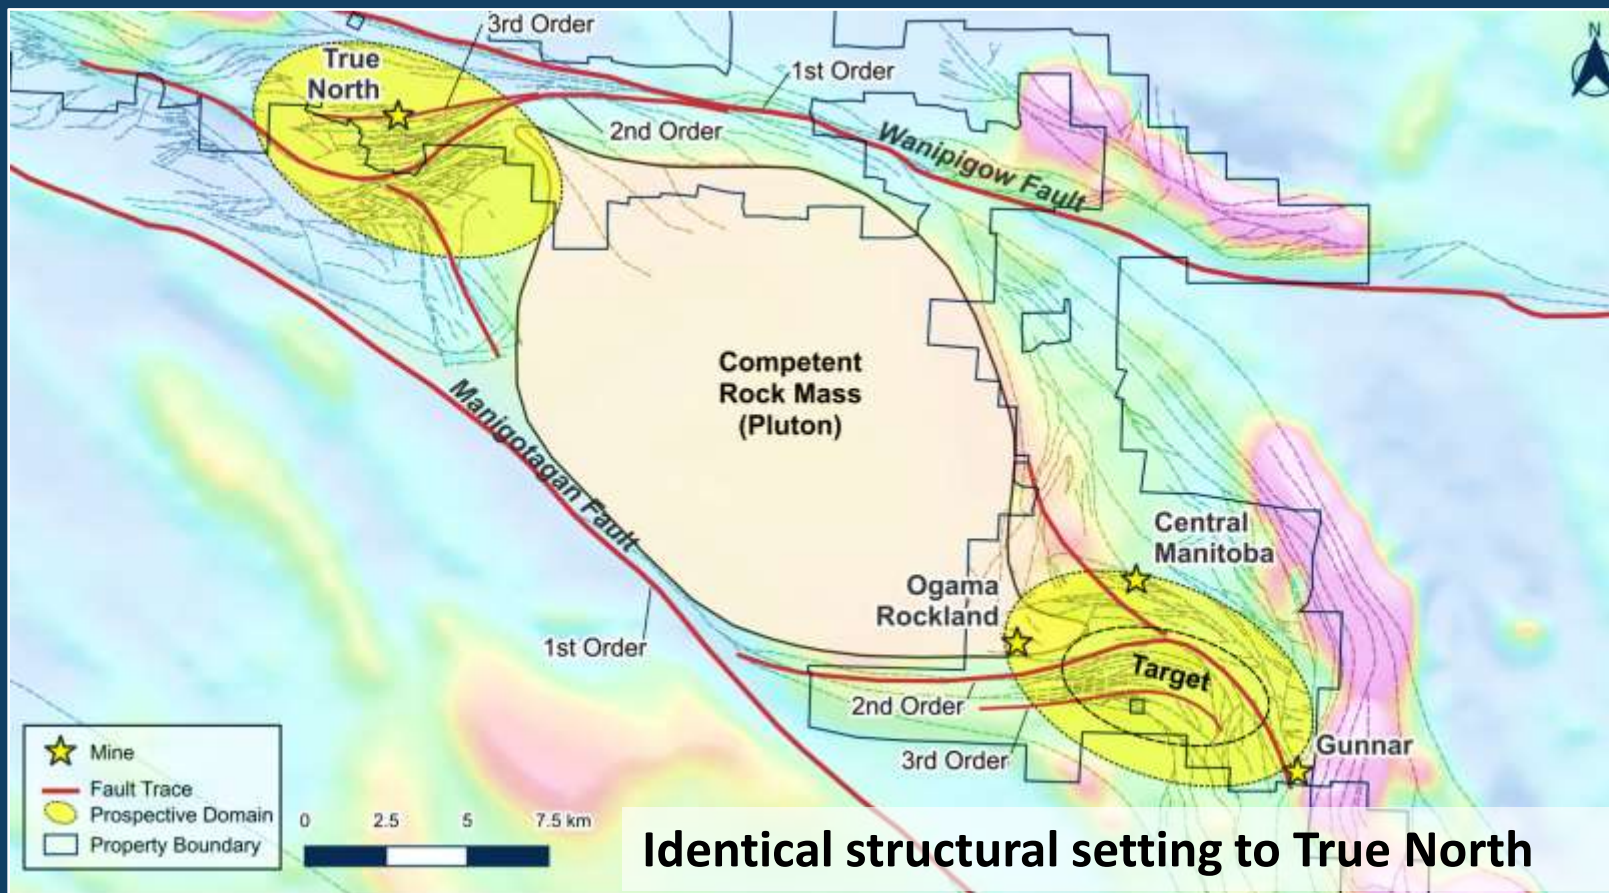 3rd Order
N
True
North
1st Order
2nd Order
Wanipigow Fault
Competent
Rock Mass
(Pluton)
Manigotagan Fault
Central
Manitoba
Ogama
Rockland
1st Order
Target
2nd Order
3rd Order
Gunnar
Mine
Fault Trace
Prospective Domain
Property Boundary
0 2.5 5 7.5 km
Identical structural setting to True North